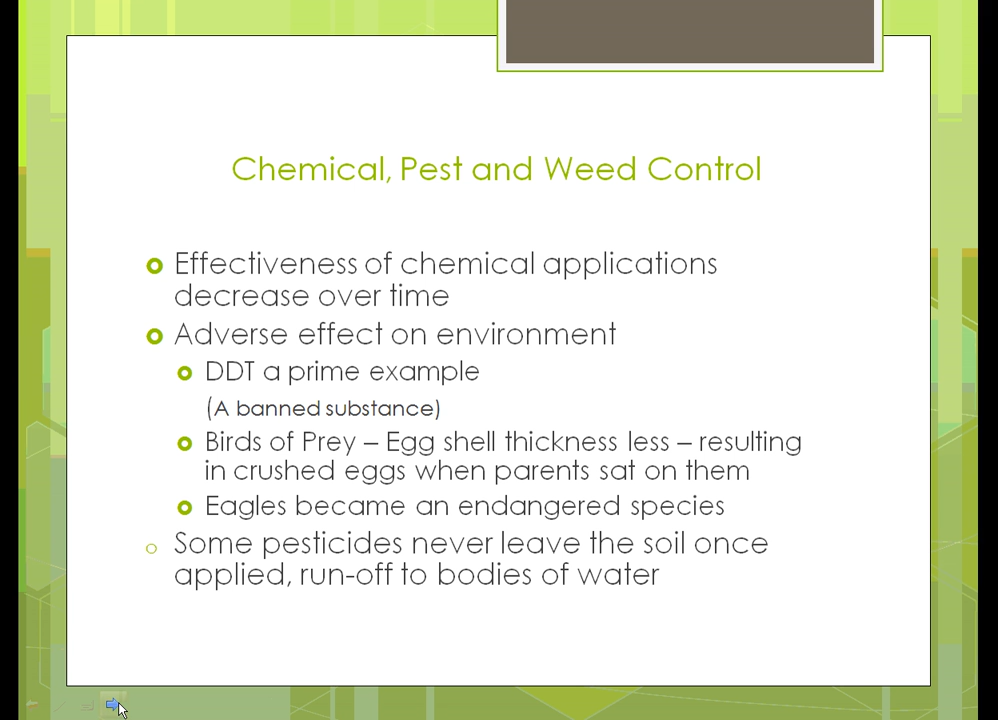 Chemical, Pest and Weed Control
Effectiveness of chemical applications
decrease over time
Adverse effect on environment
DDT a prime example
(A banned substance)
Birds of Prey – Egg shell thickness less – resulting
in crushed eggs when parents sat on them
Eagles became an endangered species
Some pesticides never leave the soil once
applied, run-off to bodies of water